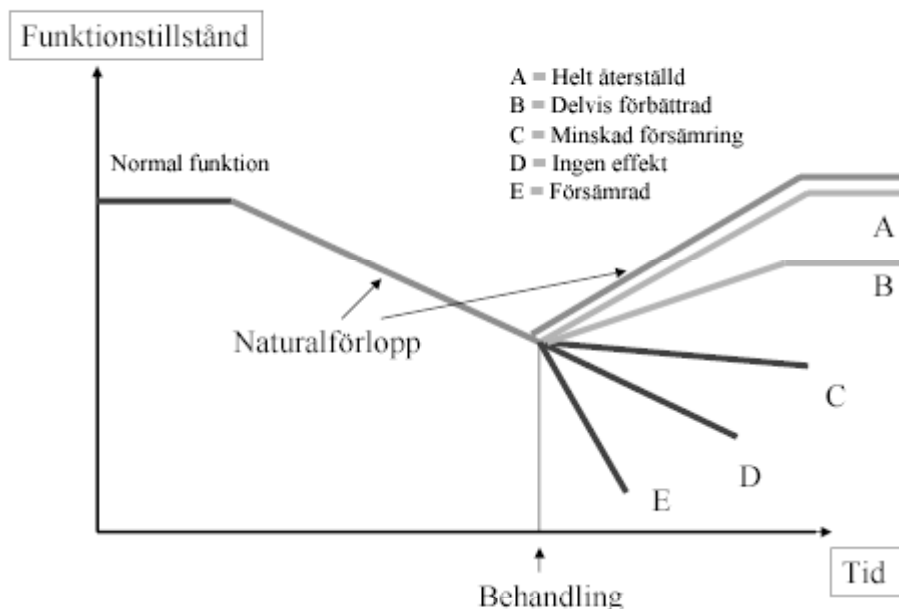 Funktionstillstånd
A = Helt återställd
B = Delvis förbättrad
C = Minskad försämring
D = Ingen effekt
E = Försämrad
Normal funktion
A
B
Naturalförlopp
C
D
E
Tid
Behandling